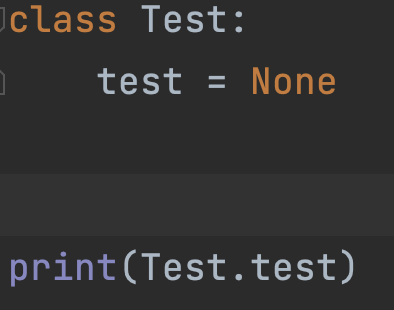 class Test:
    test = None
print(Test.test)